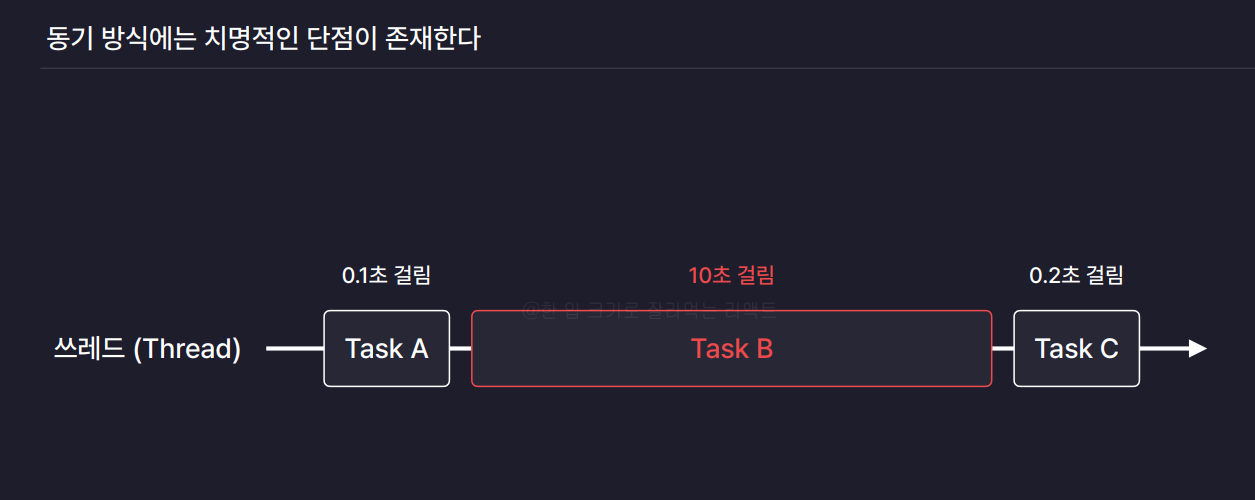 동기 방식에는 치명적인 단점이 존재한다
0.1초 걸림
10초 걸림
0.2초 걸림
@한 입 크기로 잘라먹는 리액트
쓰레드 (Thread)
Task A
Task B
Task C